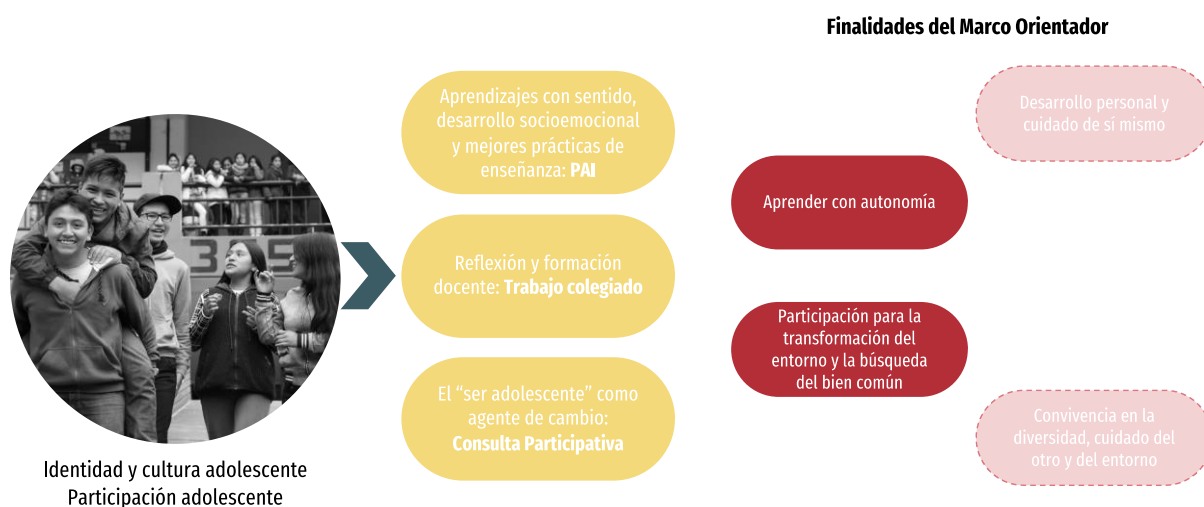 Finalidades del Marco Orientador
Identidad y cultura adolescente
Participación adolescente
Aprendizajes con sentido,
desarrollo socioemocional
y mejores prácticas de
enseñanza: PAI
Reflexión y formación
docente: Trabajo colegiado
El “ser adolescente” como
agente de cambio:
Consulta Participativa
Aprender con autonomía
Participación para la
transformación del
entorno y la búsqueda
del bien común
Desarrollo personal y
cuidado de si mismo
Convivencia en la
diversidad, cuidado del
otro y del entorno